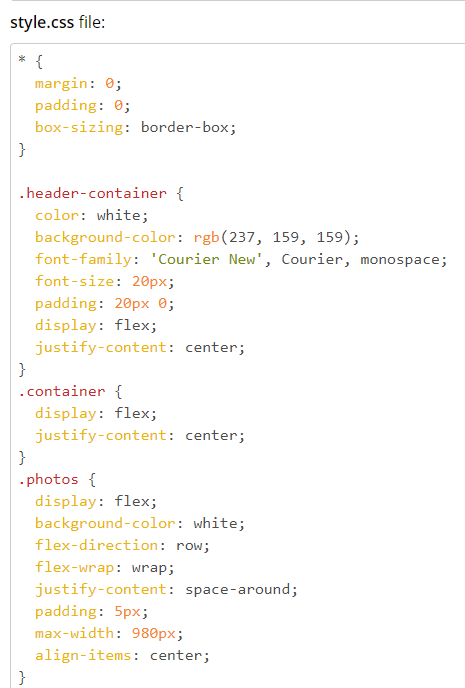 style.css file:
* {
  margin: 0;
  padding: 0;
  box-sizing: border-box;
}

.header-container {
  color: white;
  background-color: rgb(237, 159, 159);
  font-family: 'Courier New', Courier, monospace;
  font-size: 20px;
  padding: 20px 0;
  display: flex;
  justify-content: center;
}
.container {
  display: flex;
  justify-content: center;
}
.photos {
  display: flex;
  background-color: white;
  flex-direction: row;
  flex-wrap: wrap;
  justify-content: space-around;
  padding: 5px;
  max-width: 980px;
  align-items: center;
}